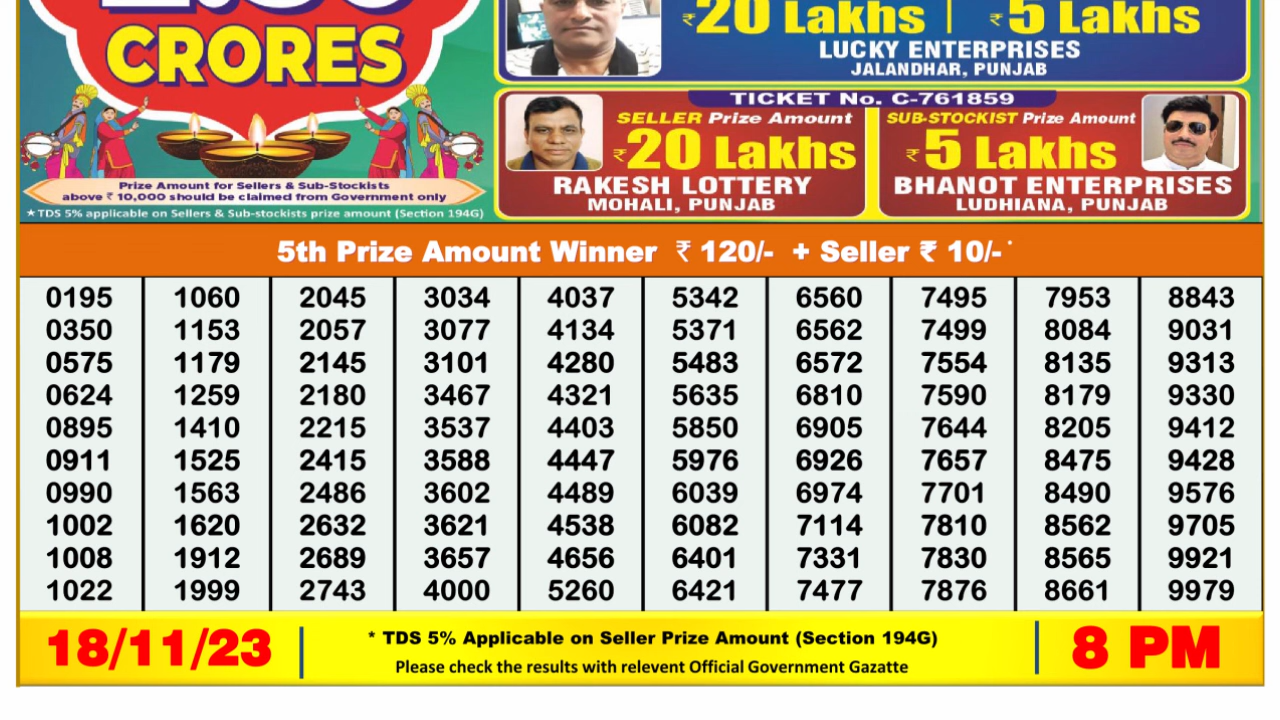 CRORES
Prize Amount for Sellers & Sub-Stockists
above ₹ 10,000 should be claimed from Government only
★TDS 5% applicable on Sellers & Sub-stockists prize amount (Section 194G)
₹20 Lakhs | ₹5 Lakhs
LUCKY ENTERPRISES
JALANDHAR, PUNJAB
TICKET No. C-761859
SELLER Prize Amount
₹20 Lakhs
RAKESH LOTTERY
MOHALI, PUNJAB
SUB-STOCKIST Prize Amount
₹5 Lakhs
BHANOT ENTERPRISES
LUDHIANA, PUNJAB
5th Prize Amount Winner ₹ 120/- + Seller ₹ 10/-*
0195 1060 2045 3034 4037 5342 6560 7495 7953 8843
0350 1153 2057 3077 4134 5371 6562 7499 8084 9031
0575 1179 2145 3101 4280 5483 6572 7554 8135 9313
0624 1259 2180 3467 4321 5635 6810 7590 8179 9330
0895 1410 2215 3537 4403 5850 6905 7644 8205 9412
0911 1525 2415 3588 4447 5976 6926 7657 8475 9428
0990 1563 2486 3602 4489 6039 6974 7701 8490 9576
1002 1620 2632 3621 4538 6082 7114 7810 8562 9705
1008 1912 2689 3657 4656 6401 7331 7830 8565 9921
1022 1999 2743 4000 5260 6421 7477 7876 8661 9979
18/11/23
* TDS 5% Applicable on Seller Prize Amount (Section 194G)
Please check the results with relevent Official Government Gazatte
8 PM